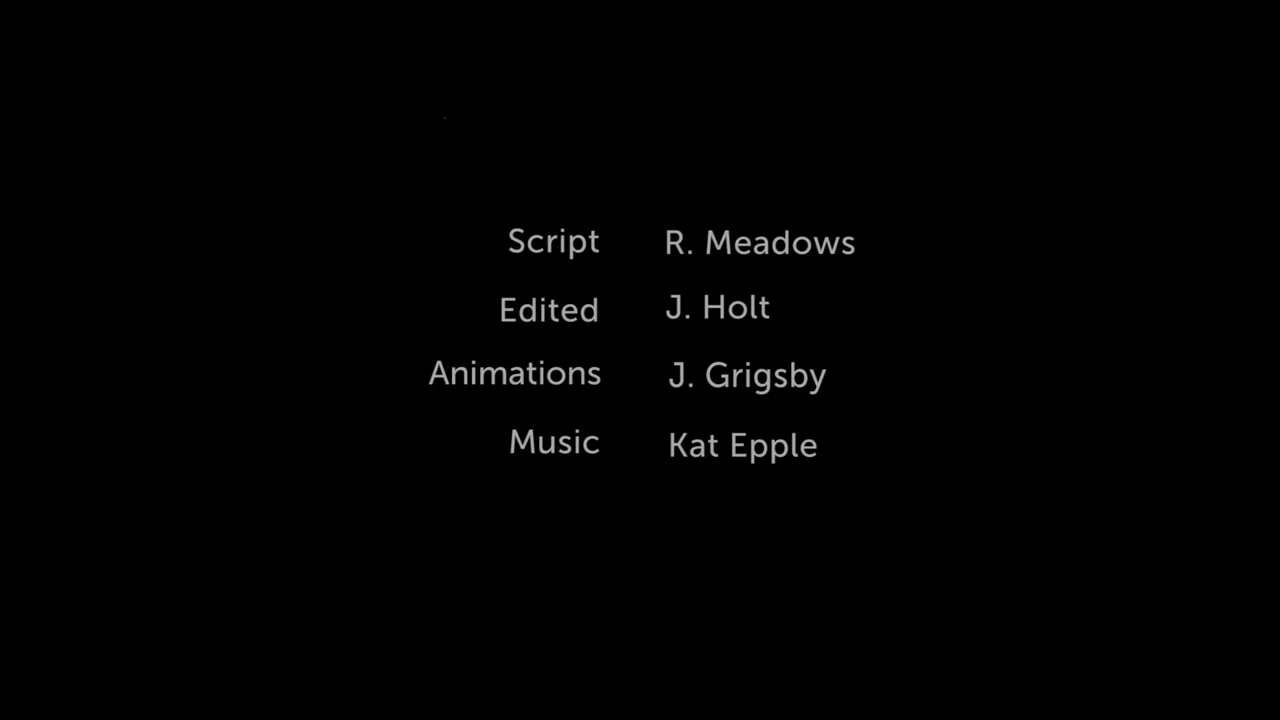 Script R. Meadows
Edited J. Holt
Animations J. Grigsby
Music Kat Epple